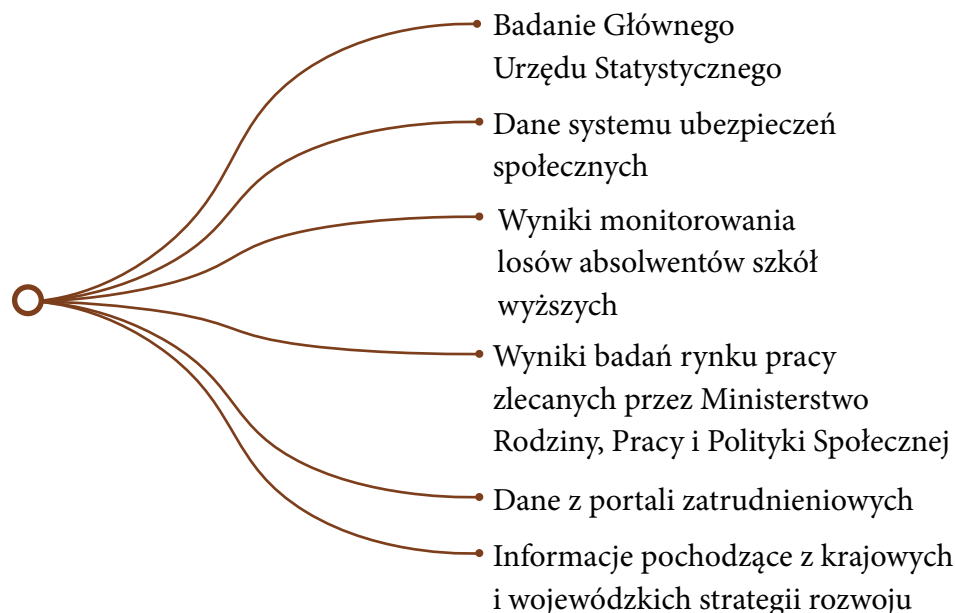 Badanie Głównego
Urzędu Statystycznego
Dane systemu ubezpieczeń
społecznych
Wyniki monitorowania
losów absolwentów szkół
wyższych
Wyniki badań rynku pracy
zlecanych przez Ministerstwo
Rodziny, Pracy i Polityki Społecznej
Dane z portali zatrudnieniowych
Informacje pochodzące z krajowych
i wojewódzkich strategii rozwoju